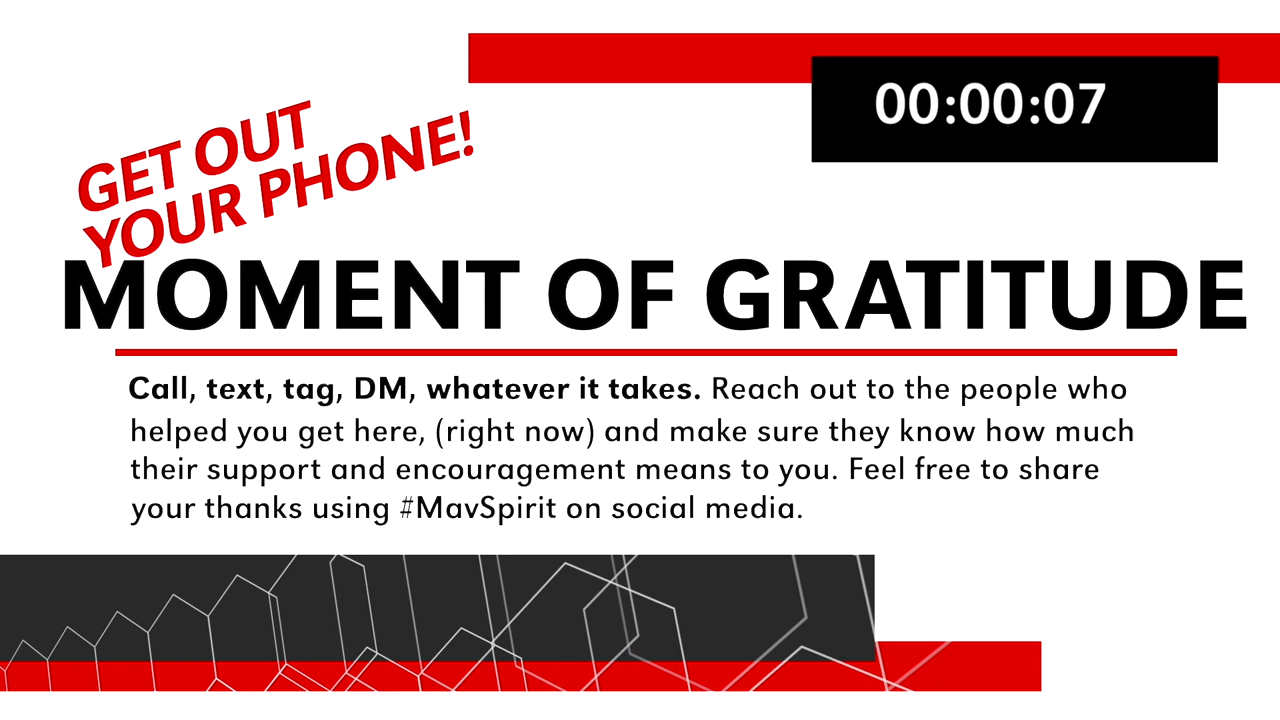 00:00:07
GET OUT
YOUR PHONE!
MOMENT OF GRATITUDE
Call, text, tag, DM, whatever it takes. Reach out to the people who
helped you get here, (right now) and make sure they know how much
their support and encouragement means to you. Feel free to share
your thanks using #MavSpirit on social media.